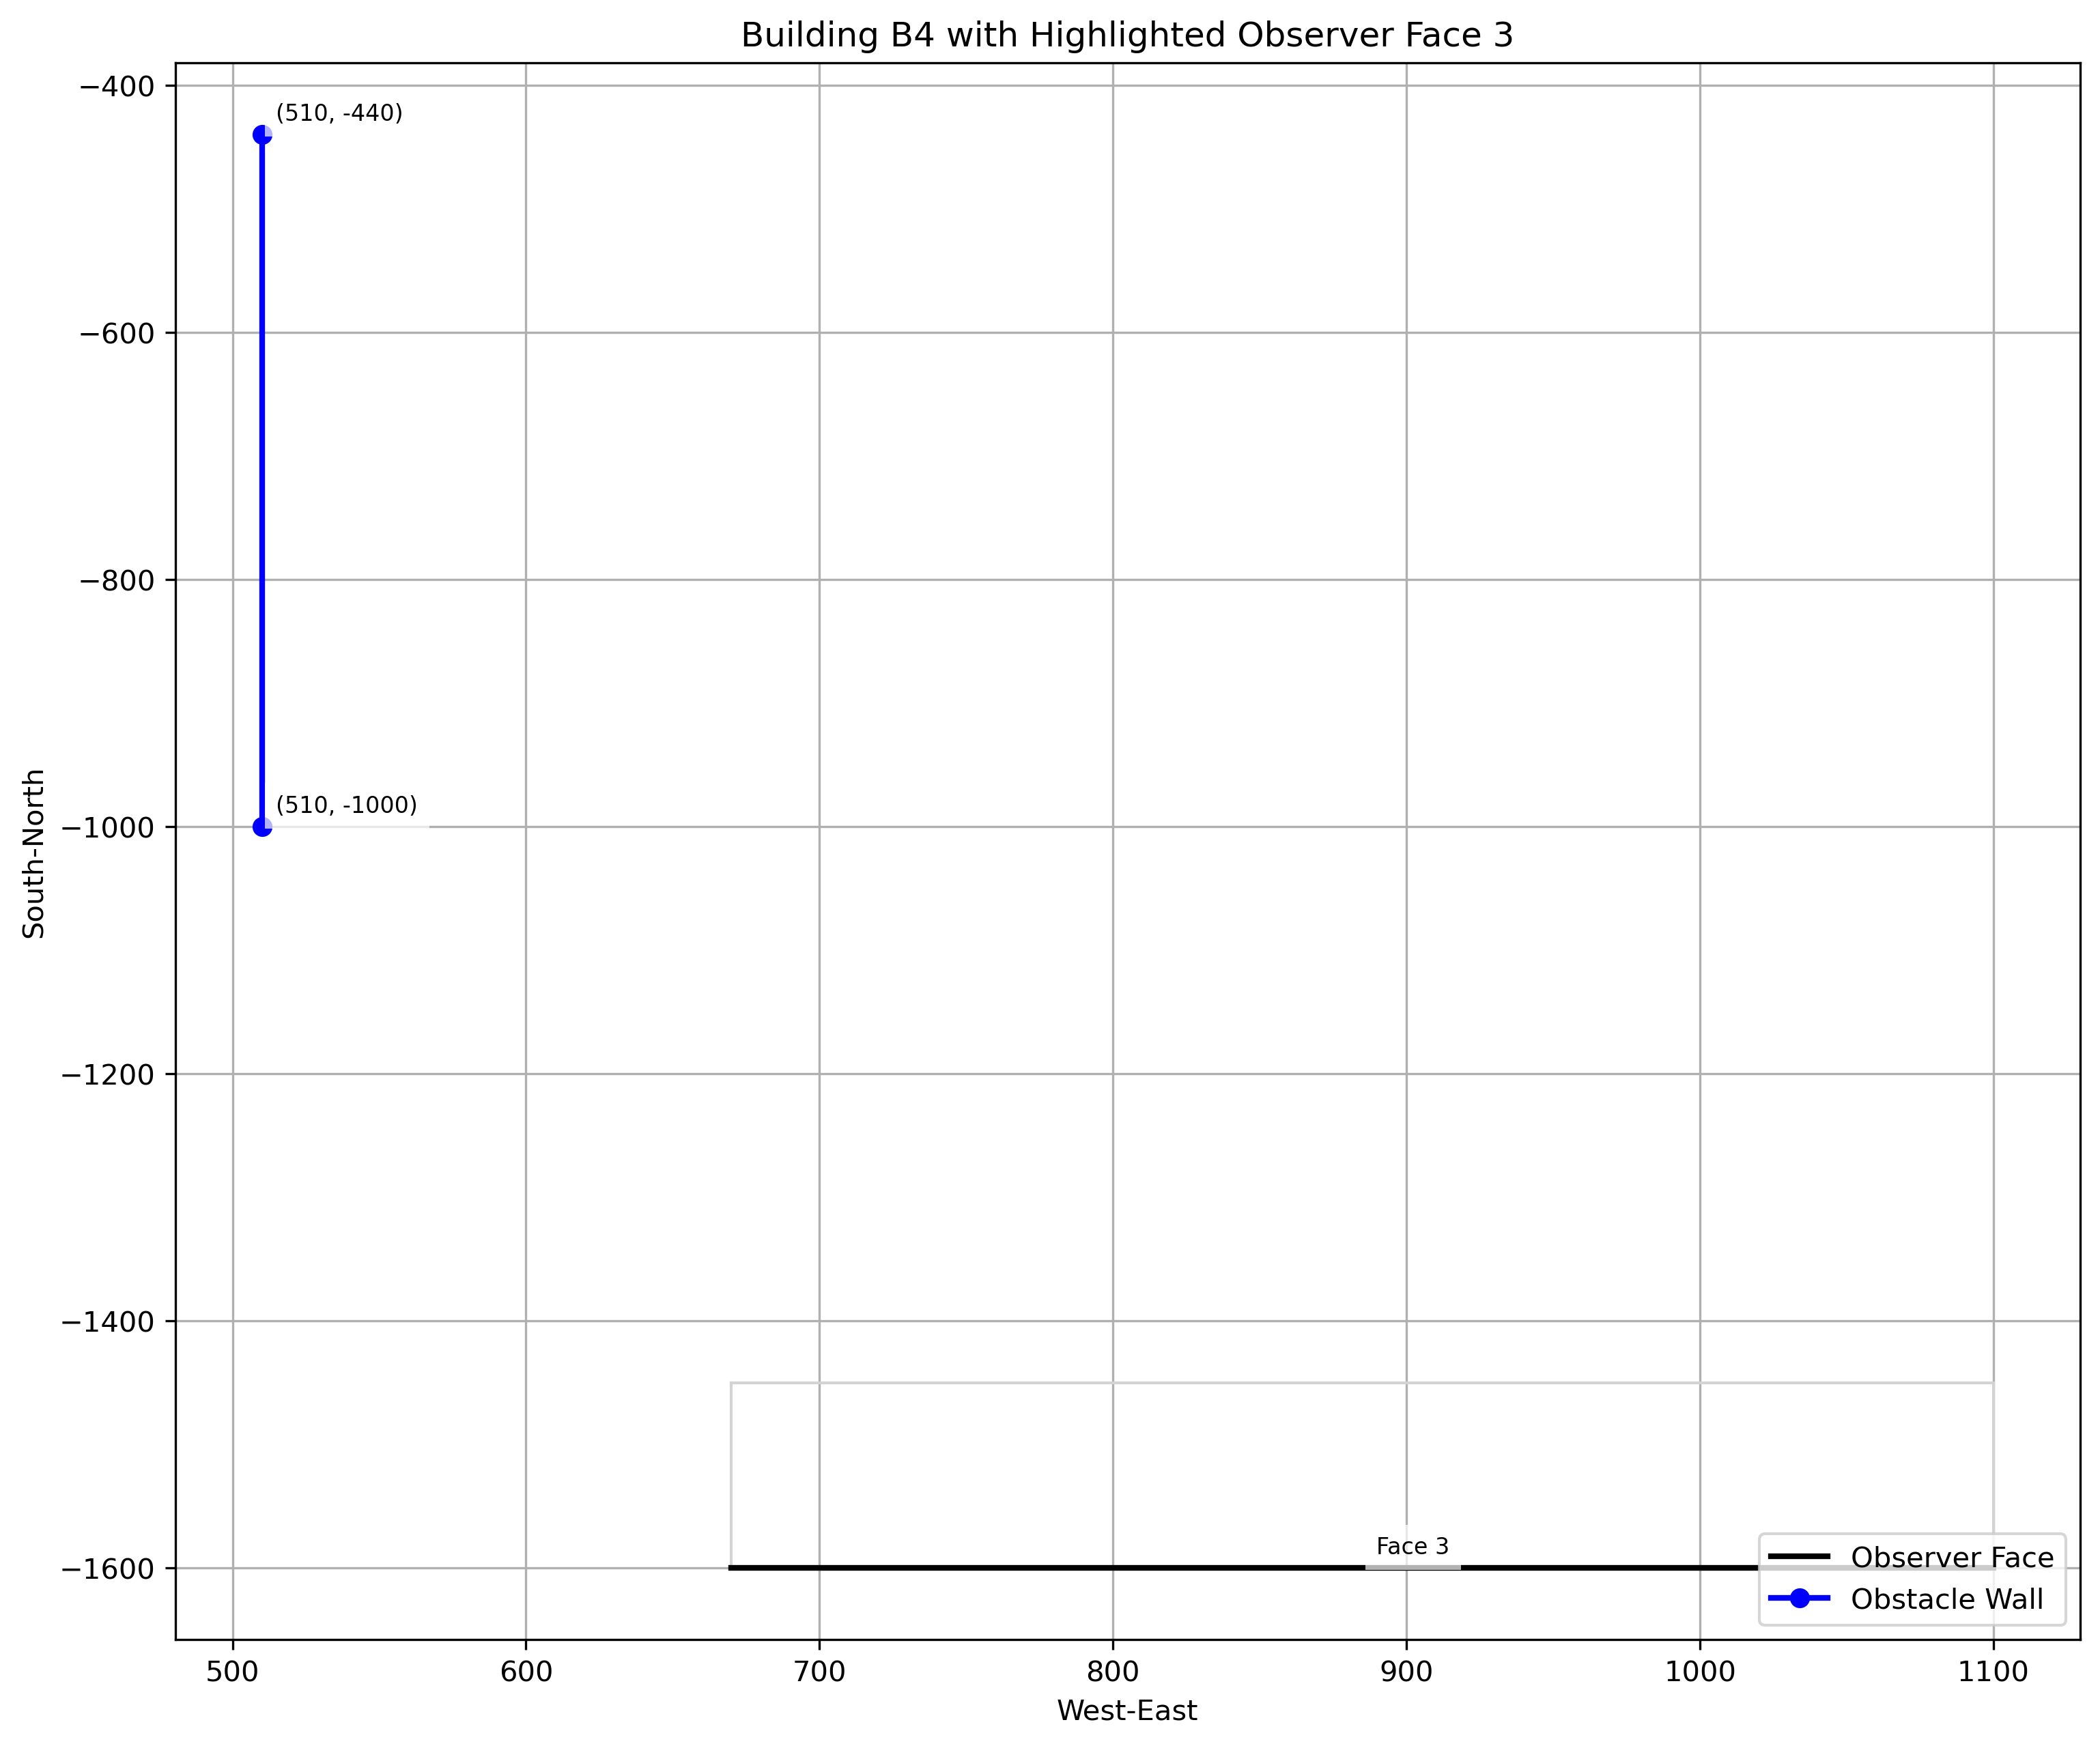 Building B4 with Highlighted Observer Face 3
−400
(510, -440)
−600
−800
(510, -1000)
−1000
South-North
−1200
−1400
Face 3
−1600
Observer Face
Obstacle Wall
500 600 700 800 900 1000 1100
West-East